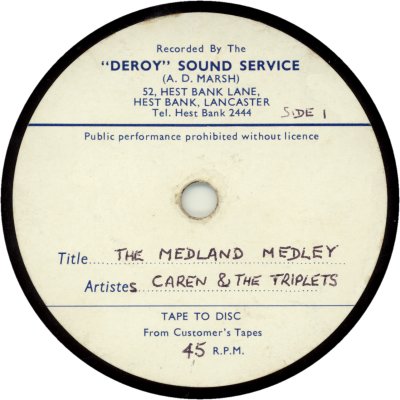 Recorded By The
"DEROY" SOUND SERVICE
(A. D. MARSH)
52, HEST BANK LANE,
HEST BANK, LANCASTER
Tel. Hest Bank 2444
SIDE 1
Public performance prohibited without licence
Title THE MEDLAND MEDLEY
Artistes CAREN & THE TRIPLETS
TAPE TO DISC
From Customer's Tapes
45 R.P.M.